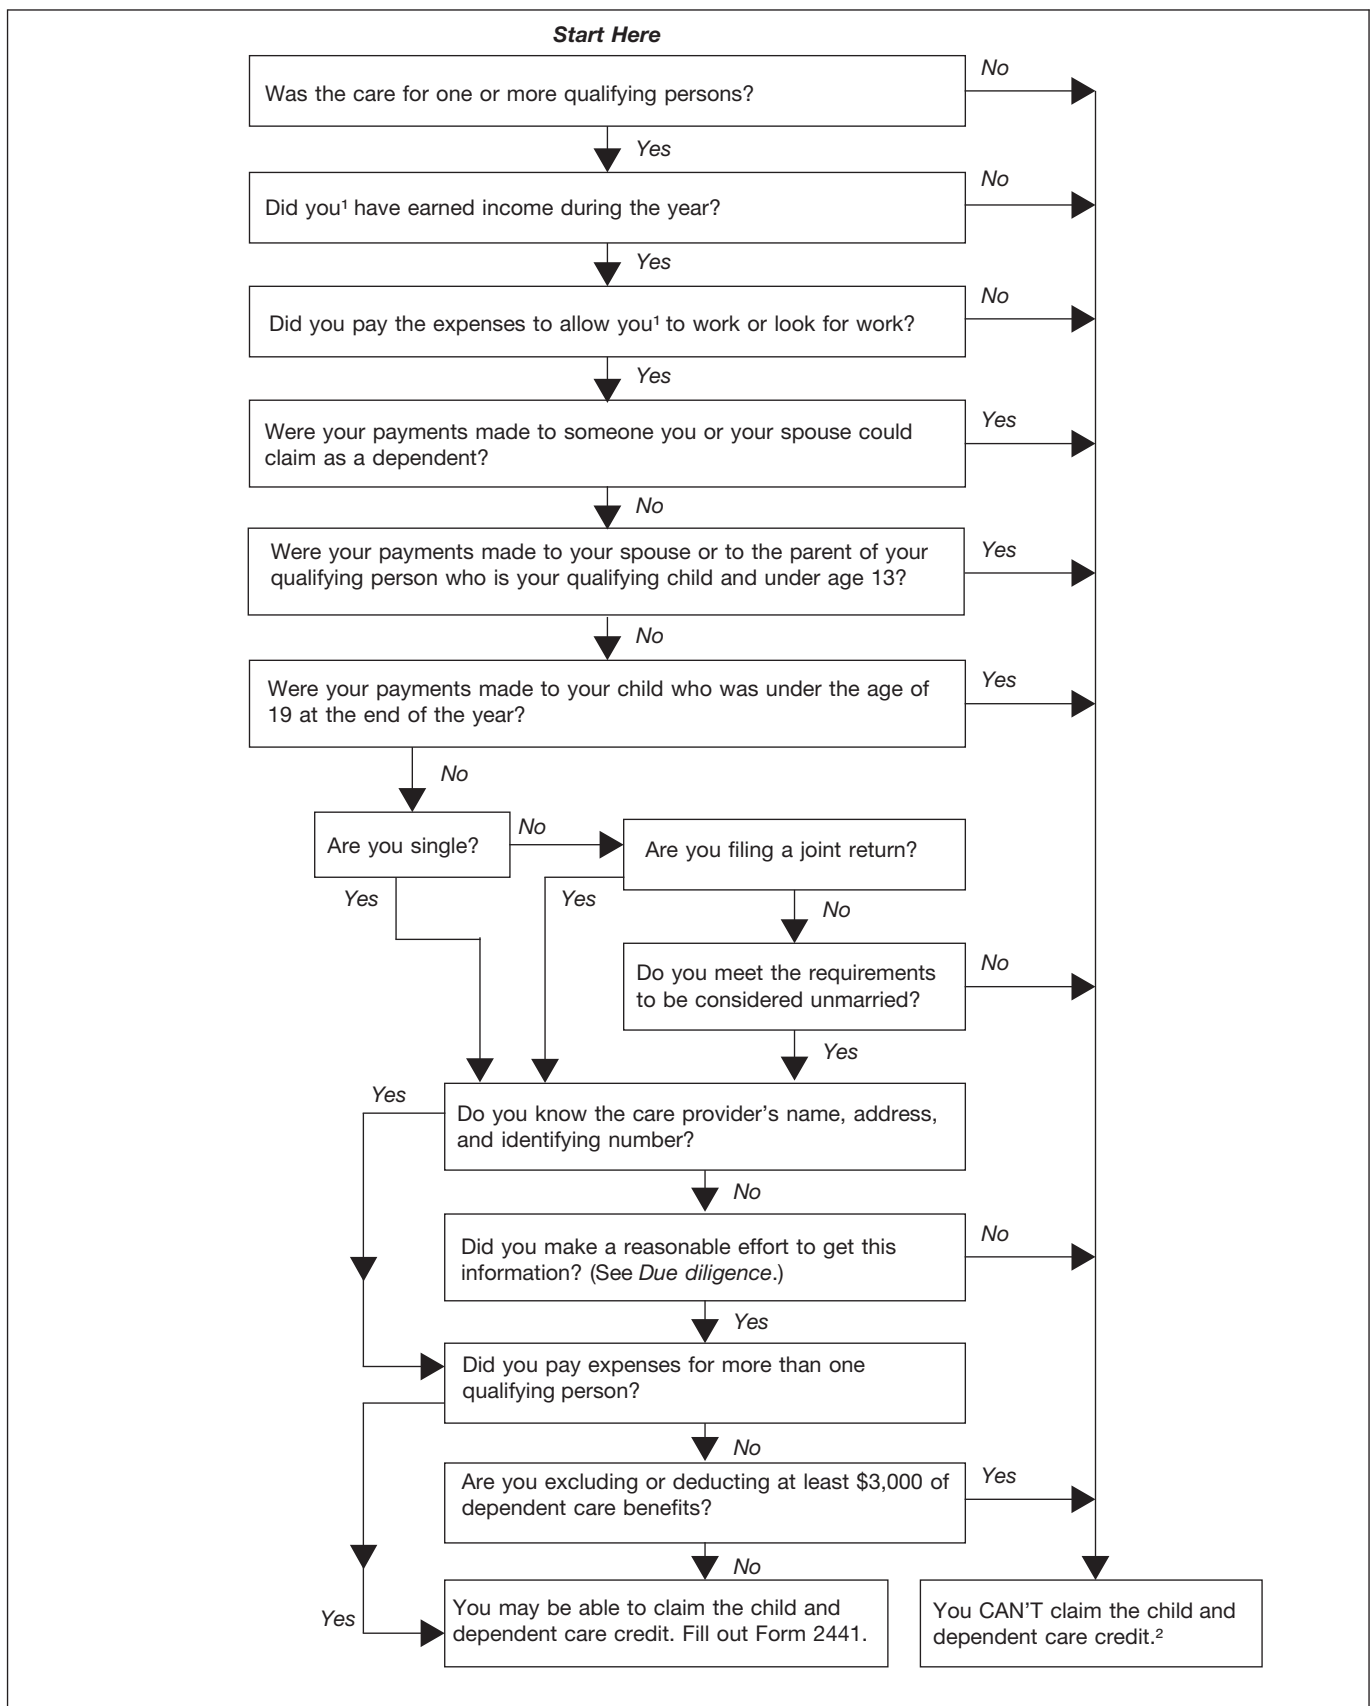 Start Here
No
Was the care for one or more qualifying persons?
Yes
No
Did you¹ have earned income during the year?
Yes
No
Did you pay the expenses to allow you¹ to work or look for work?
Yes
Were your payments made to someone you or your spouse could
claim as a dependent?
Yes
No
Were your payments made to your spouse or to the parent of your
qualifying person who is your qualifying child and under age 13?
Yes
No
Were your payments made to your child who was under the age of
19 at the end of the year?
Yes
No
Are you single?
No
Are you filing a joint return?
Yes
Yes
No
Do you meet the requirements
to be considered unmarried?
No
Yes
Yes
Do you know the care provider’s name, address,
and identifying number?
No
Did you make a reasonable effort to get this
information? (See Due diligence.)
No
Yes
Did you pay expenses for more than one
qualifying person?
No
Are you excluding or deducting at least $3,000 of
dependent care benefits?
Yes
No
Yes
You may be able to claim the child and
dependent care credit. Fill out Form 2441.
You CAN’T claim the child and
dependent care credit.²